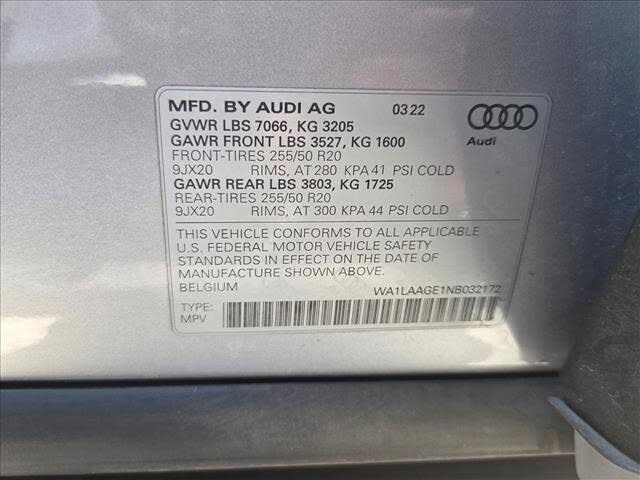 MFD. BY AUDI AG 03 22
GVWR LBS 7066, KG 3205
GAWR FRONT LBS 3527, KG 1600
FRONT-TIRES 255/50 R20
9JX20 RIMS, AT 280 KPA 41 PSI COLD
GAWR REAR LBS 3803, KG 1725
REAR-TIRES 255/50 R20
9JX20 RIMS, AT 300 KPA 44 PSI COLD
Audi
THIS VEHICLE CONFORMS TO ALL APPLICABLE
U.S. FEDERAL MOTOR VEHICLE SAFETY
STANDARDS IN EFFECT ON THE DATE OF
MANUFACTURE SHOWN ABOVE.
BELGIUM WA1LAAGE1NB032172
TYPE:
MPV